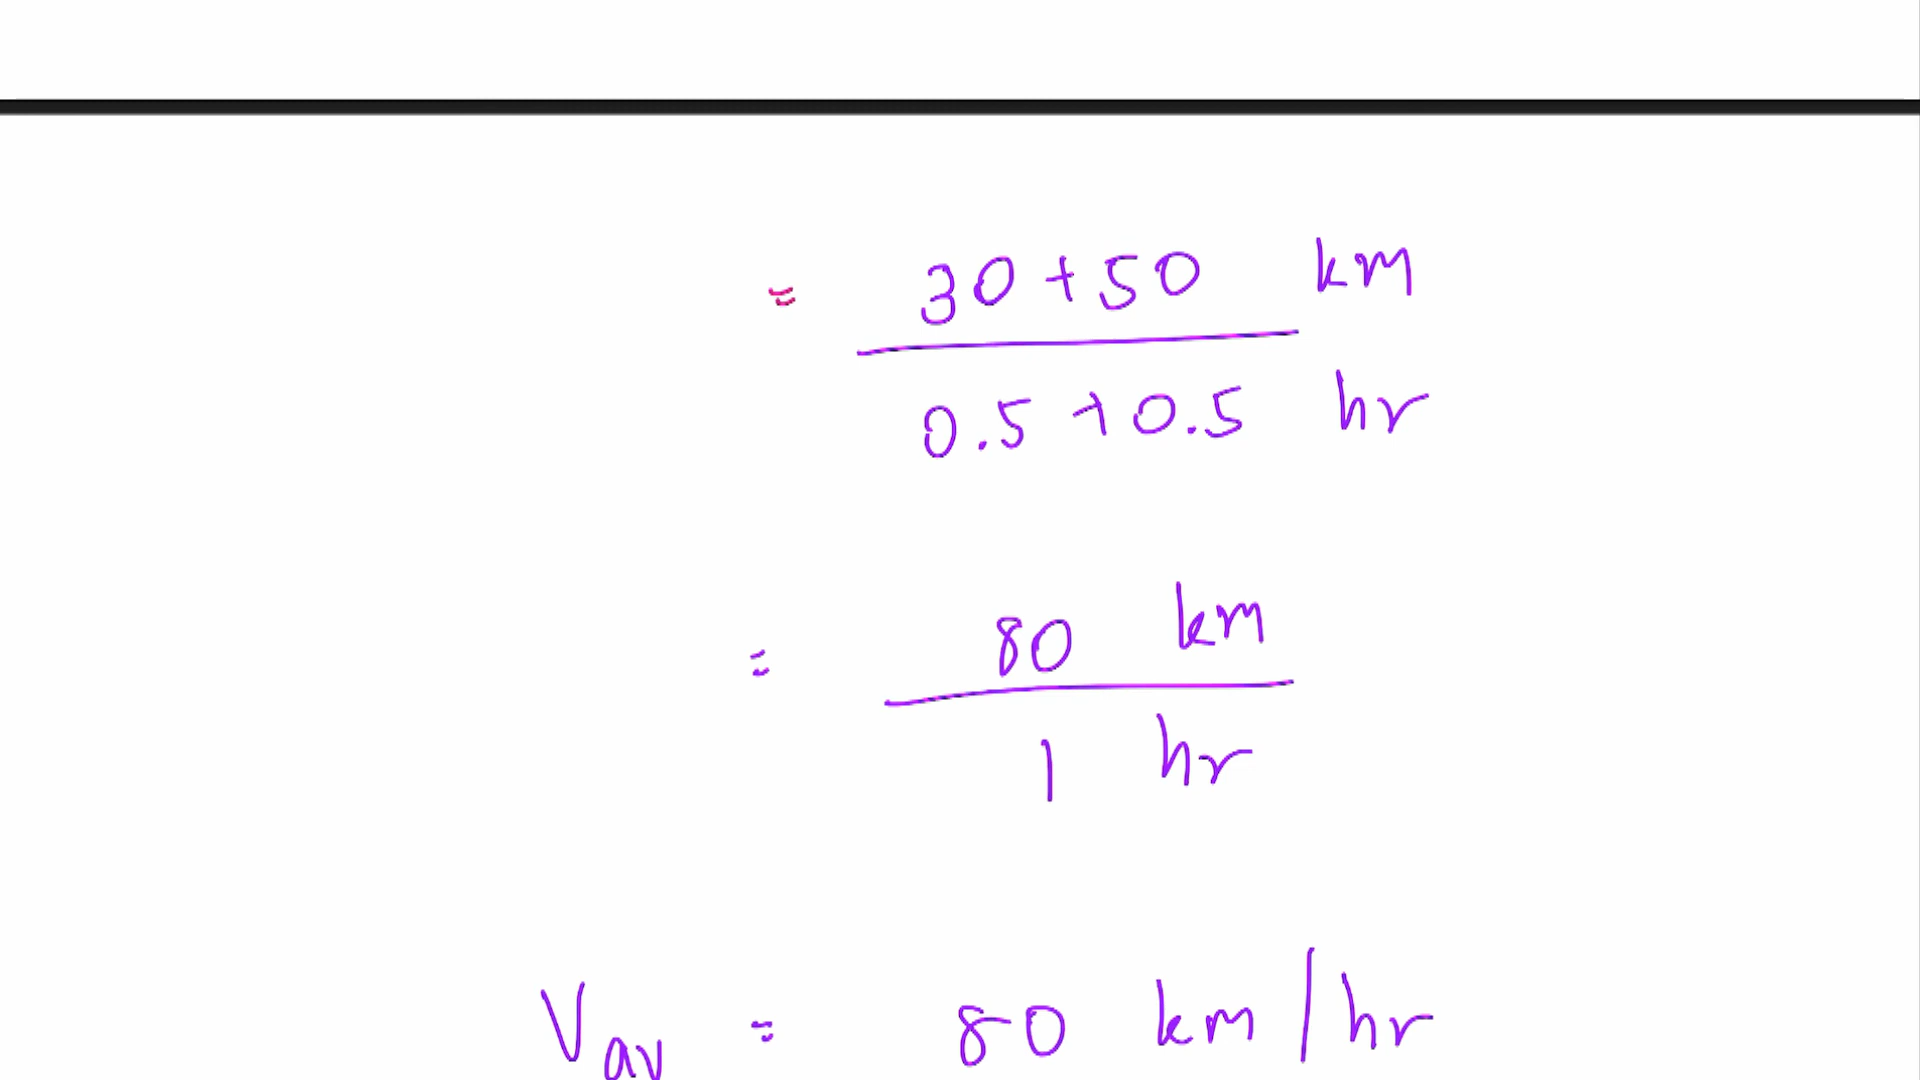 = 30+50 km
0.5+0.5 hr
= 80 km
1 hr
Vav = 80 km/hr